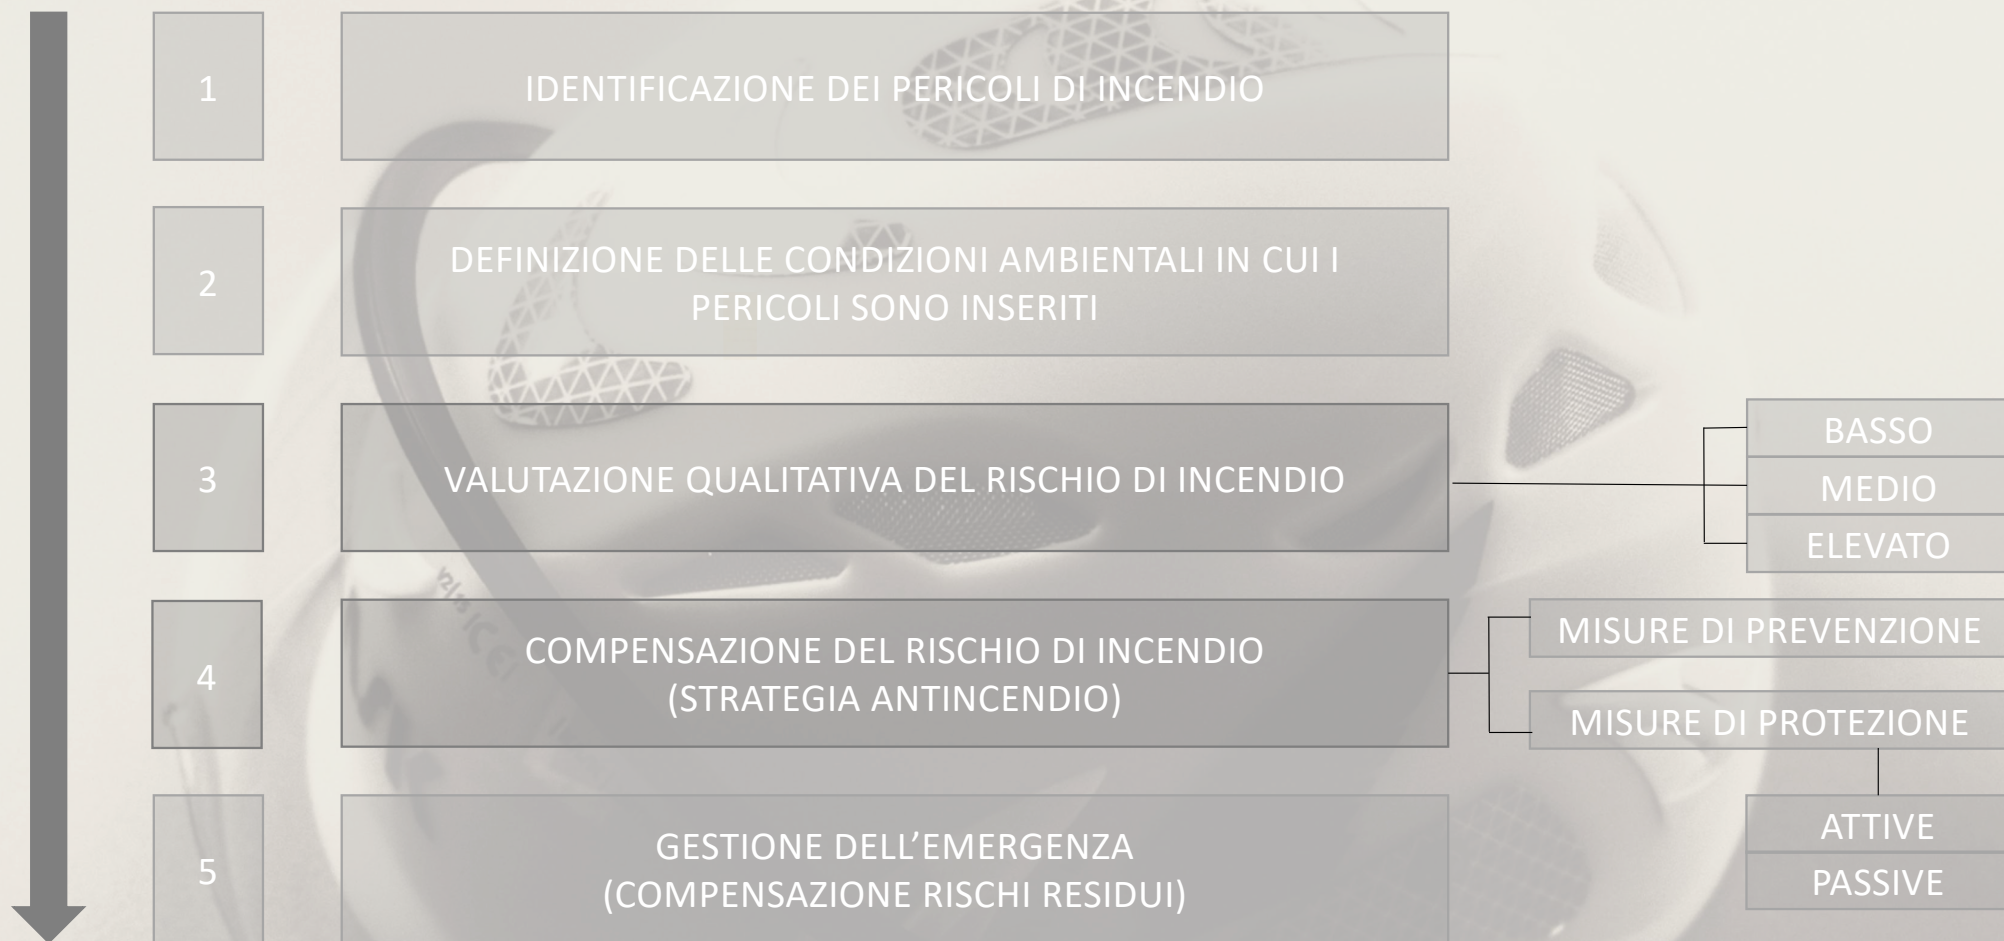 1
IDENTIFICAZIONE DEI PERICOLI DI INCENDIO
2
DEFINIZIONE DELLE CONDIZIONI AMBIENTALI IN CUI I
PERICOLI SONO INSERITI
3
VALUTAZIONE QUALITATIVA DEL RISCHIO DI INCENDIO
BASSO
MEDIO
ELEVATO
4
COMPENSAZIONE DEL RISCHIO DI INCENDIO
(STRATEGIA ANTINCENDIO)
MISURE DI PREVENZIONE
MISURE DI PROTEZIONE
ATTIVE
PASSIVE
5
GESTIONE DELL’EMERGENZA
(COMPENSAZIONE RISCHI RESIDUI)